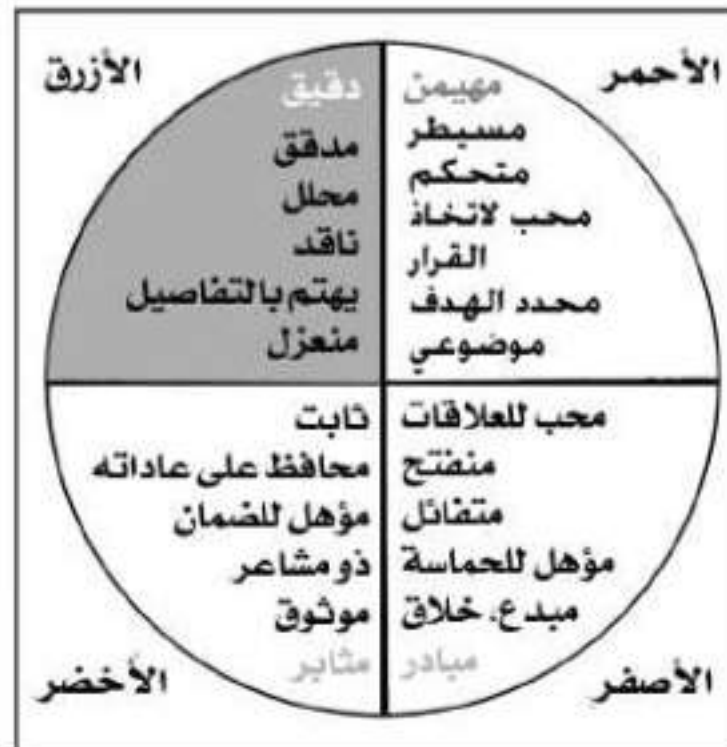 الأحمر
مهيمن
مسيطر
متحكم
محب لاتخاذ
القرار
محدد الهدف
موضوعي
الأزرق
دقيق
مدقق
محلل
ناقد
يهتم بالتفاصيل
منعزل
محب للعلاقات
منفتح
متفائل
مؤهل للحماسة
مبدع، خلاق
مبادر
الأصفر
ثابت
محافظ على عاداته
مؤهل للضمان
ذو مشاعر
موثوق
مثابر
الأخضر